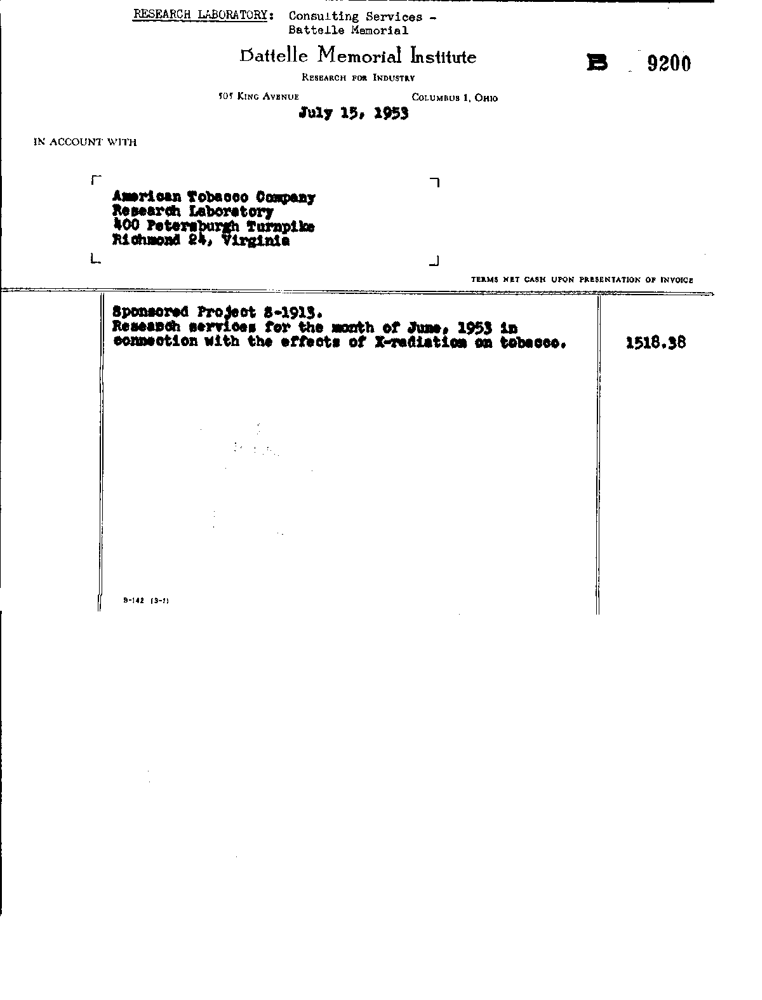 RESEARCH LABORATORY: Consulting Services -
Battelle Memorial
Battelle Memorial Institute
RESEARCH FOR INDUSTRY
B 9200
505 KING AVENUE COLUMBUS 1, OHIO
July 15, 1953
IN ACCOUNT WITH
American Tobacco Company
Research Laboratory
400 Petersburgh Turnpike
Richmond 24, Virginia
TERMS NET CASH UPON PRESENTATION OF INVOICE
Sponsored Project S-1913.
Research services for the month of June, 1953 in
connection with the effects of X-radiation on tobacco. 1518.38
B-142 (3-1)